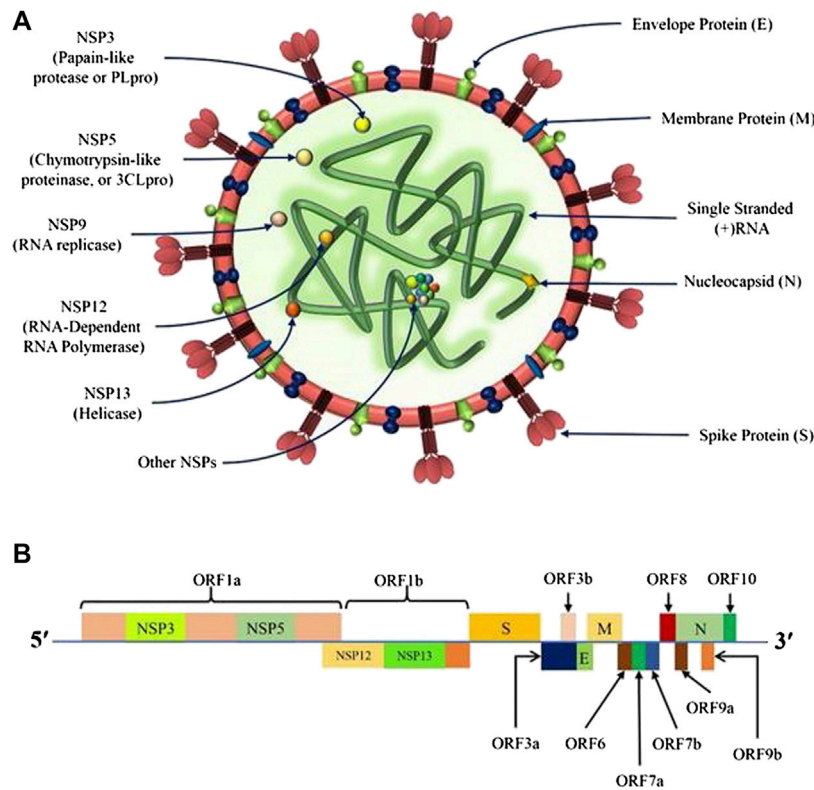 A
NSP3
(Papain-like
protease or PLpro)
NSP5
(Chymotrypsin-like
proteinase, or 3CLpro)
NSP9
(RNA replicase)
NSP12
(RNA-Dependent
RNA Polymerase)
NSP13
(Helicase)
Other NSPs
Envelope Protein (E)
Membrane Protein (M)
Single Stranded
(+)RNA
Nucleocapsid (N)
Spike Protein (S)
B
ORF1a
ORF1b
ORF3b
ORF8
ORF10
5′
NSP3
NSP5
S
M
N
3′
NSP12
NSP13
E
ORF9a
ORF3a
ORF6
ORF7b
ORF9b
ORF7a